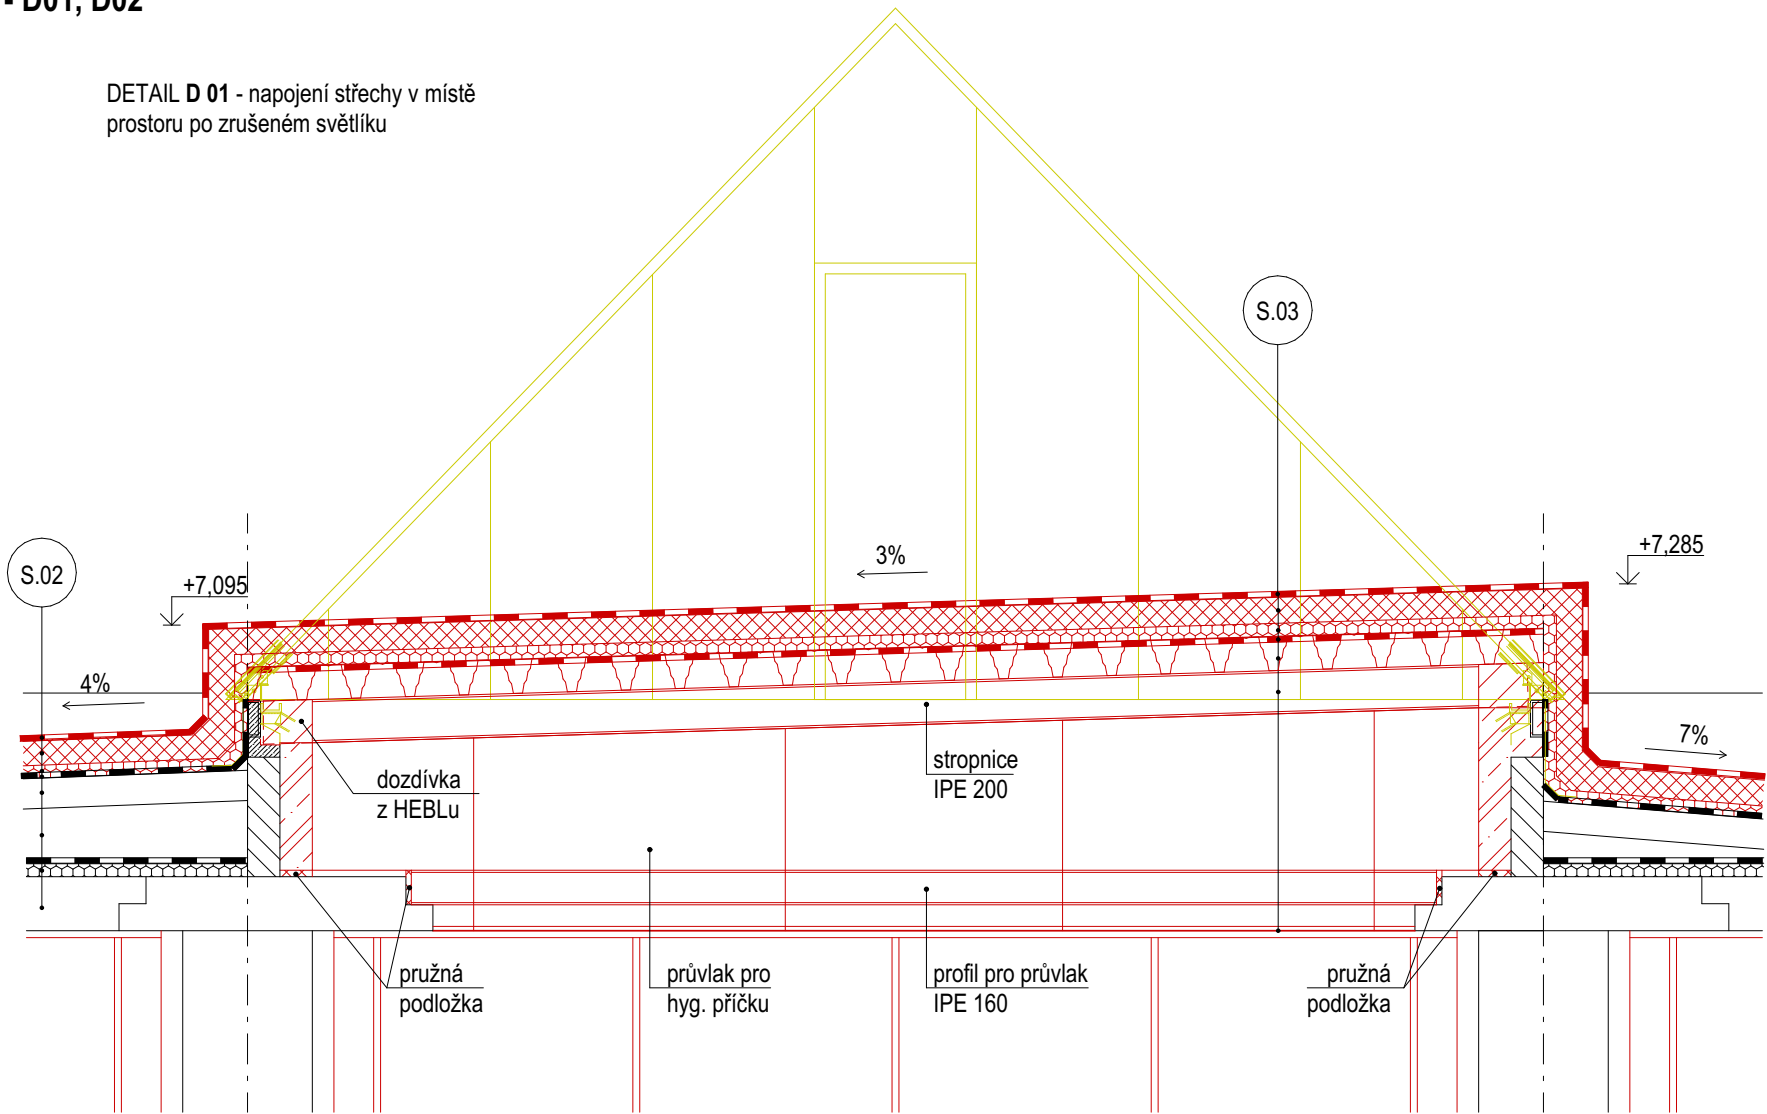 - D01, D02
DETAIL D 01 - napojení střechy v místě
prostoru po zrušeném světlíku
S.03
3%
+7,285
S.02
+7,095
4%
7%
stropnice
IPE 200
dozdívka
z HEBLu
pružná
podložka
průvlak pro
hyg. příčku
profil pro průvlak
IPE 160
pružná
podložka